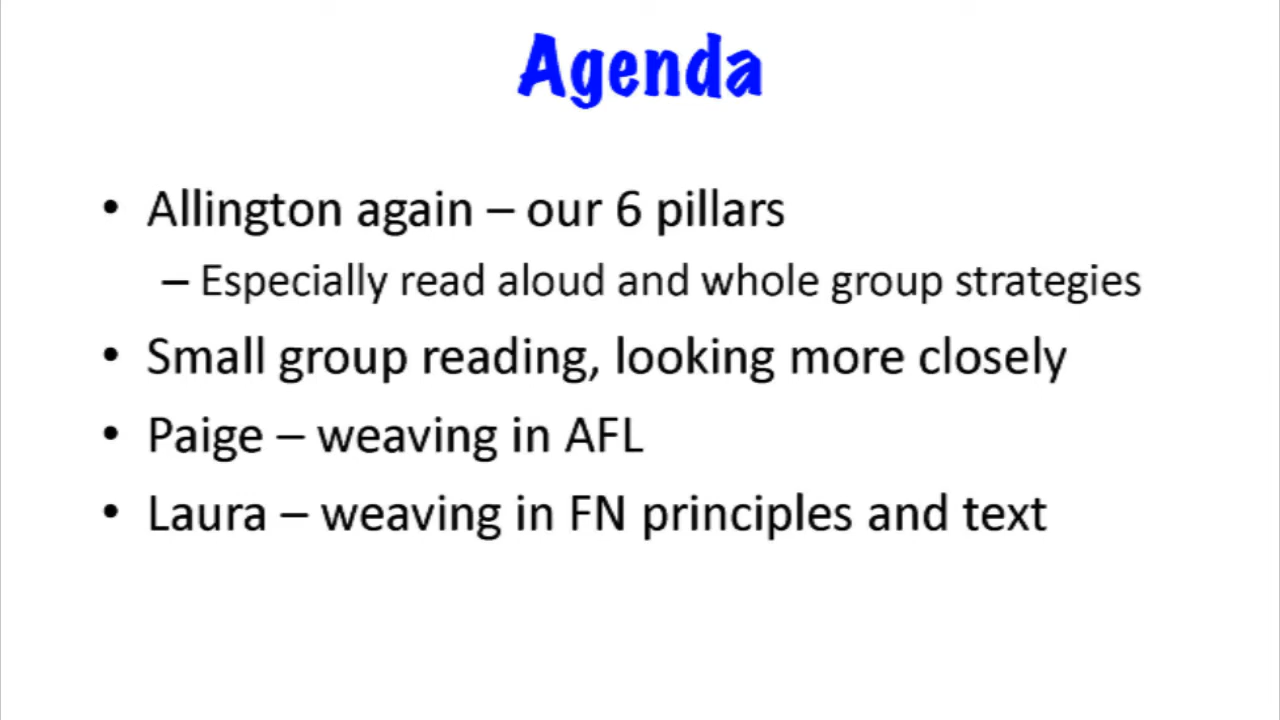 Agenda
• Allington again – our 6 pillars
– Especially read aloud and whole group strategies
• Small group reading, looking more closely
• Paige – weaving in AFL
• Laura – weaving in FN principles and text